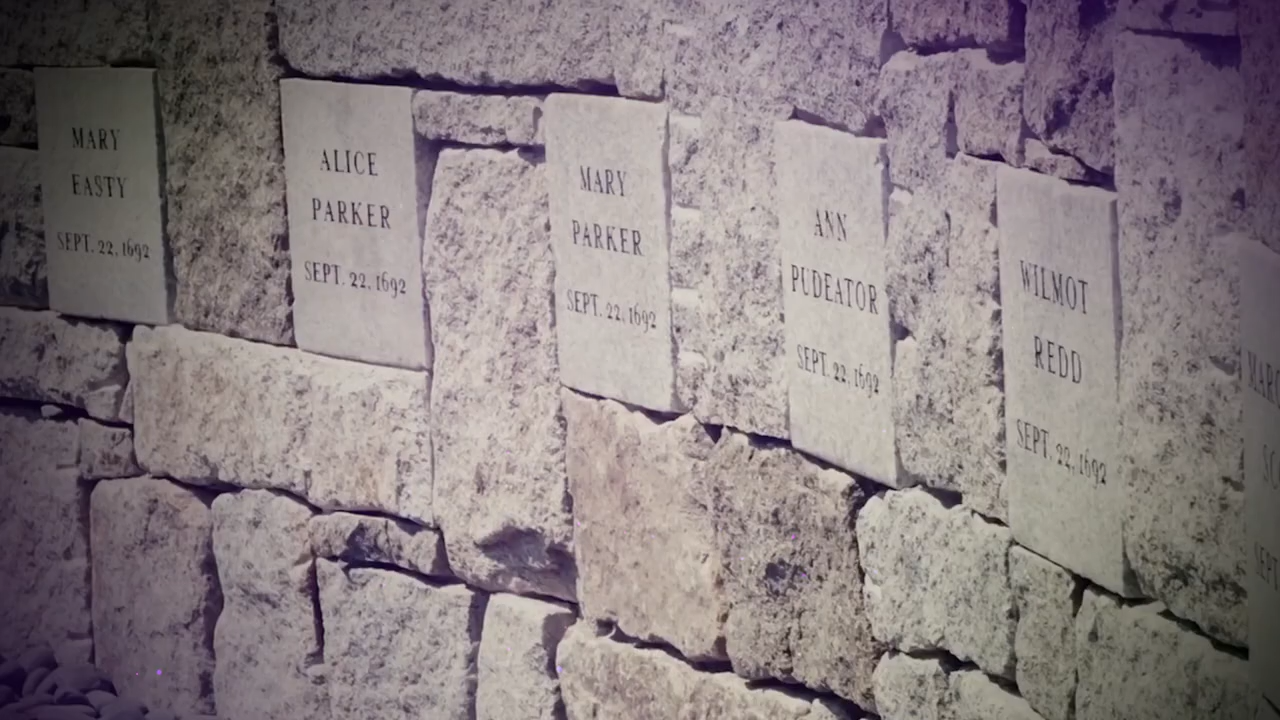 MARY
EASTY
SEPT. 22, 1692
ALICE
PARKER
SEPT. 22, 1692
MARY
PARKER
SEPT. 22, 1692
ANN
PUDEATOR
SEPT. 22, 1692
WILMOT
REDD
SEPT. 22, 1692